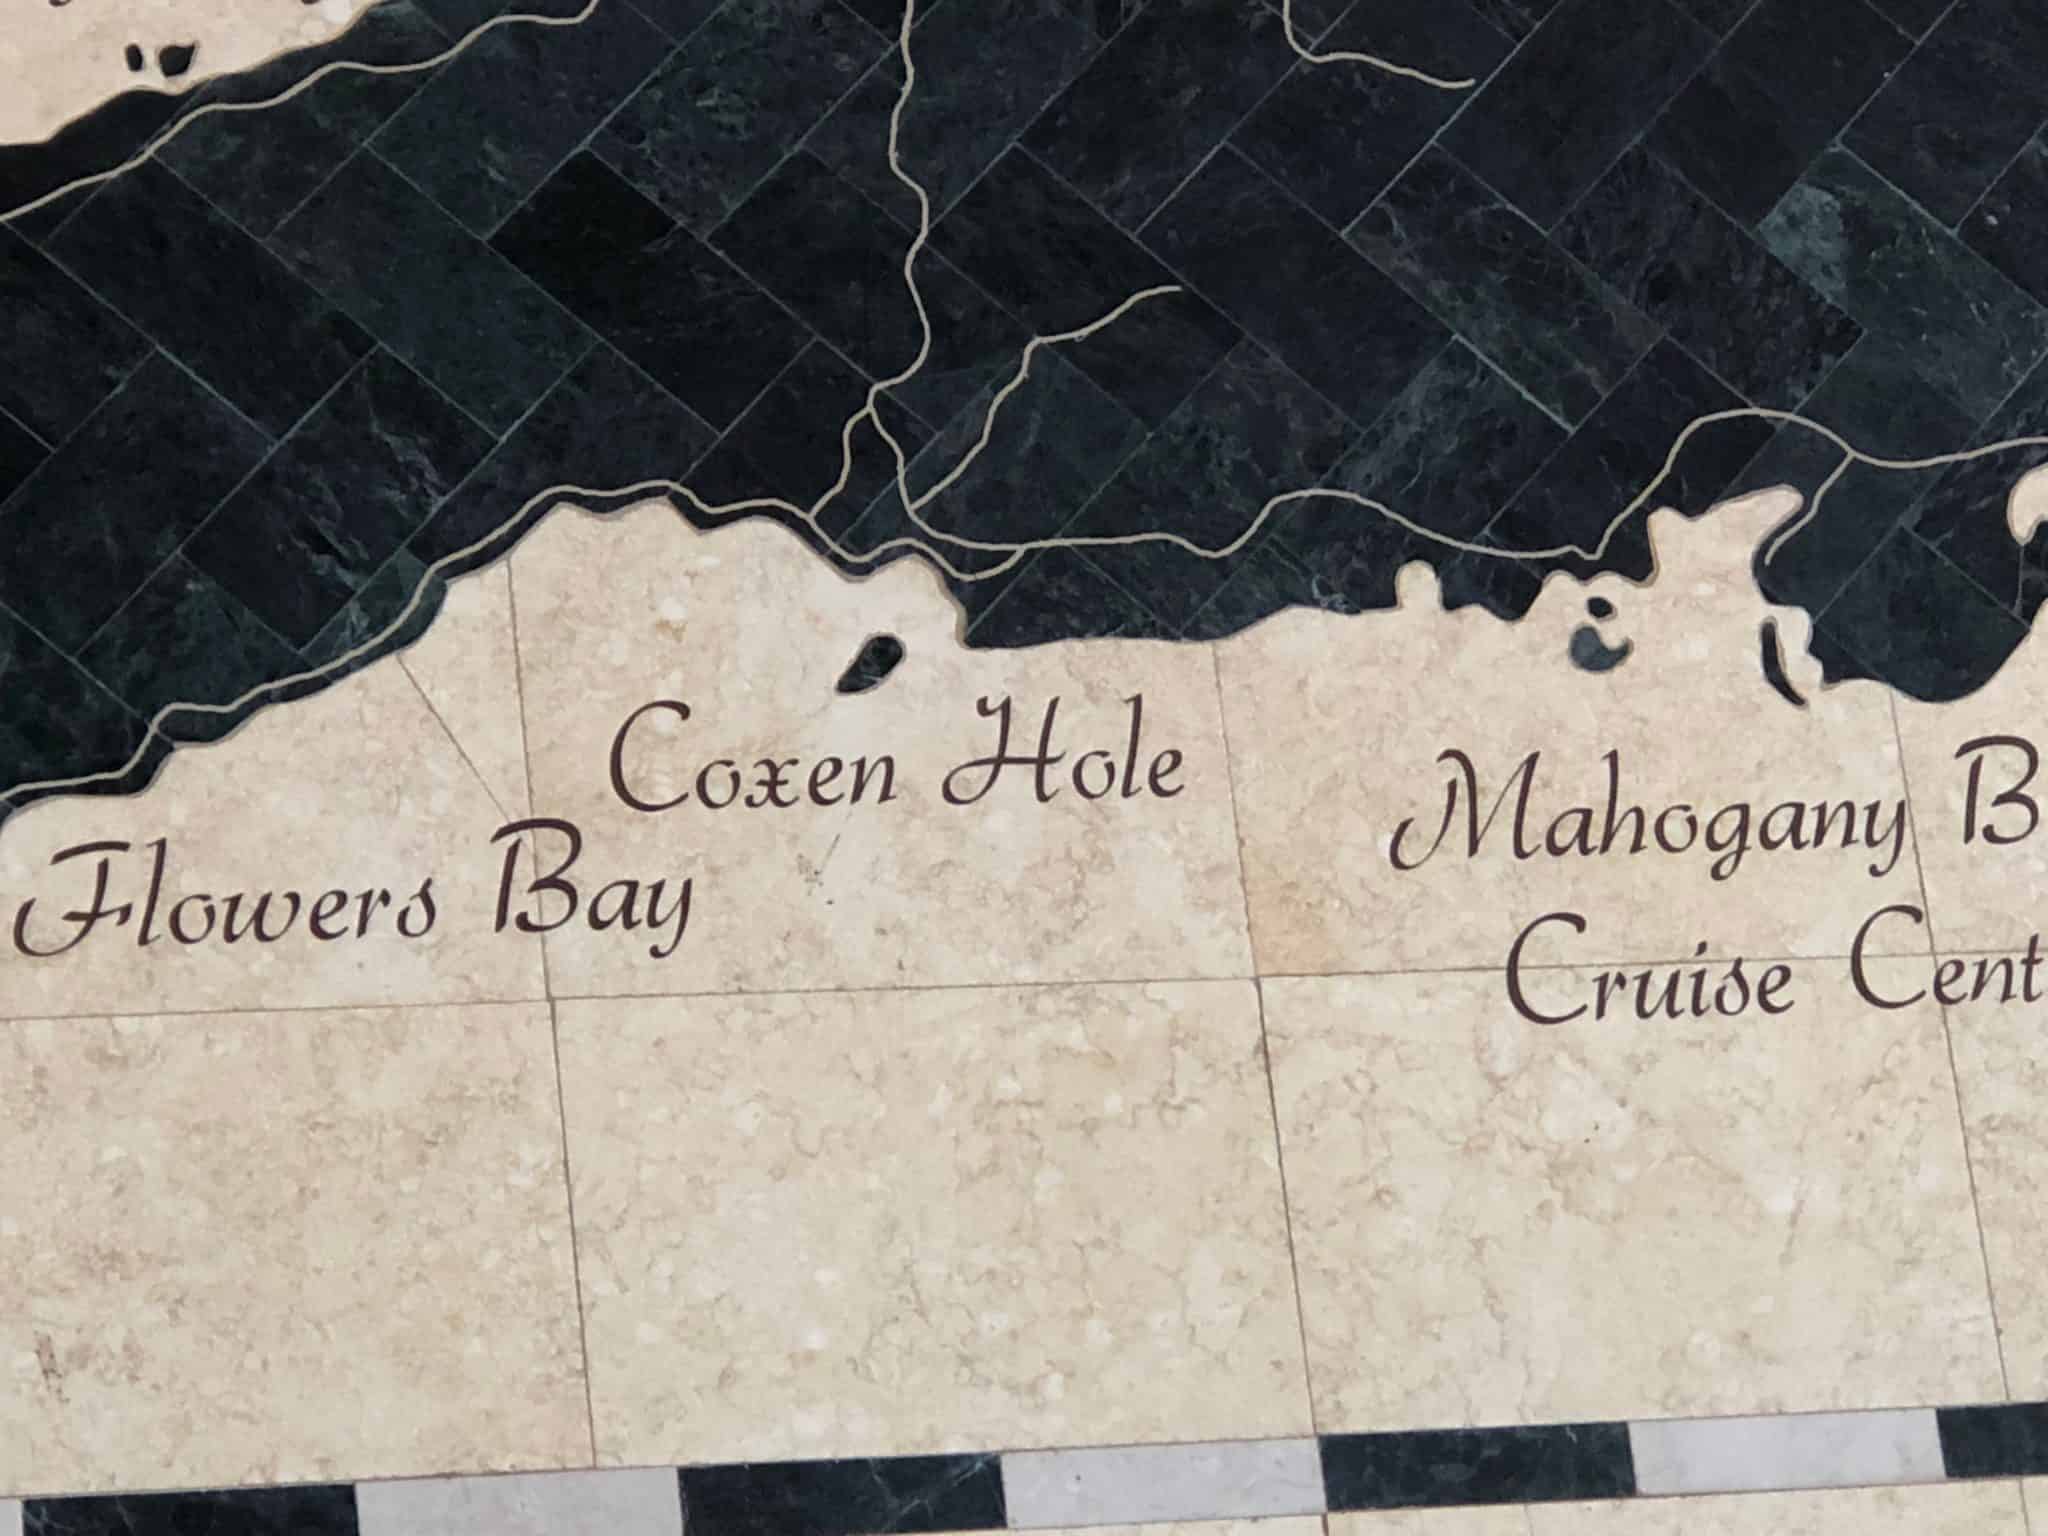 Coxen Hole
Flowers Bay
Mahogany B
Cruise Cent